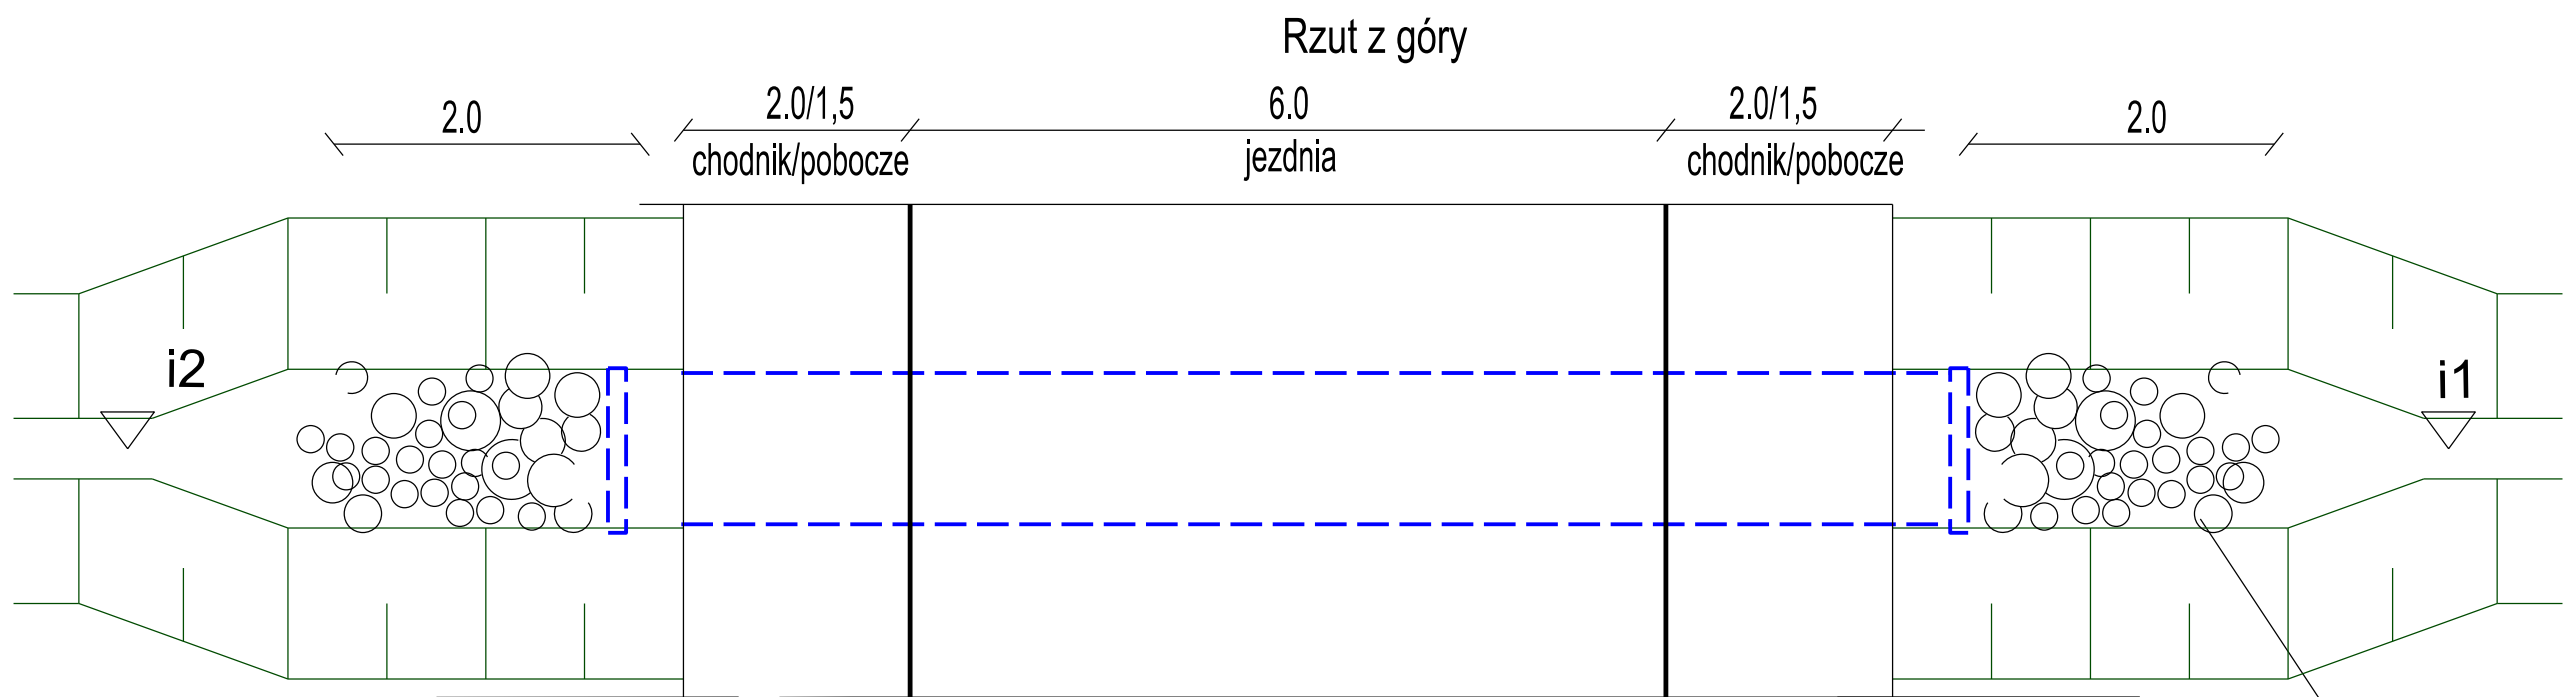 Rzut z góry
2.0
2.0/1,5
6.0
2.0/1,5
2.0
chodnik/pobocze
jezdnia
chodnik/pobocze
i2
i1